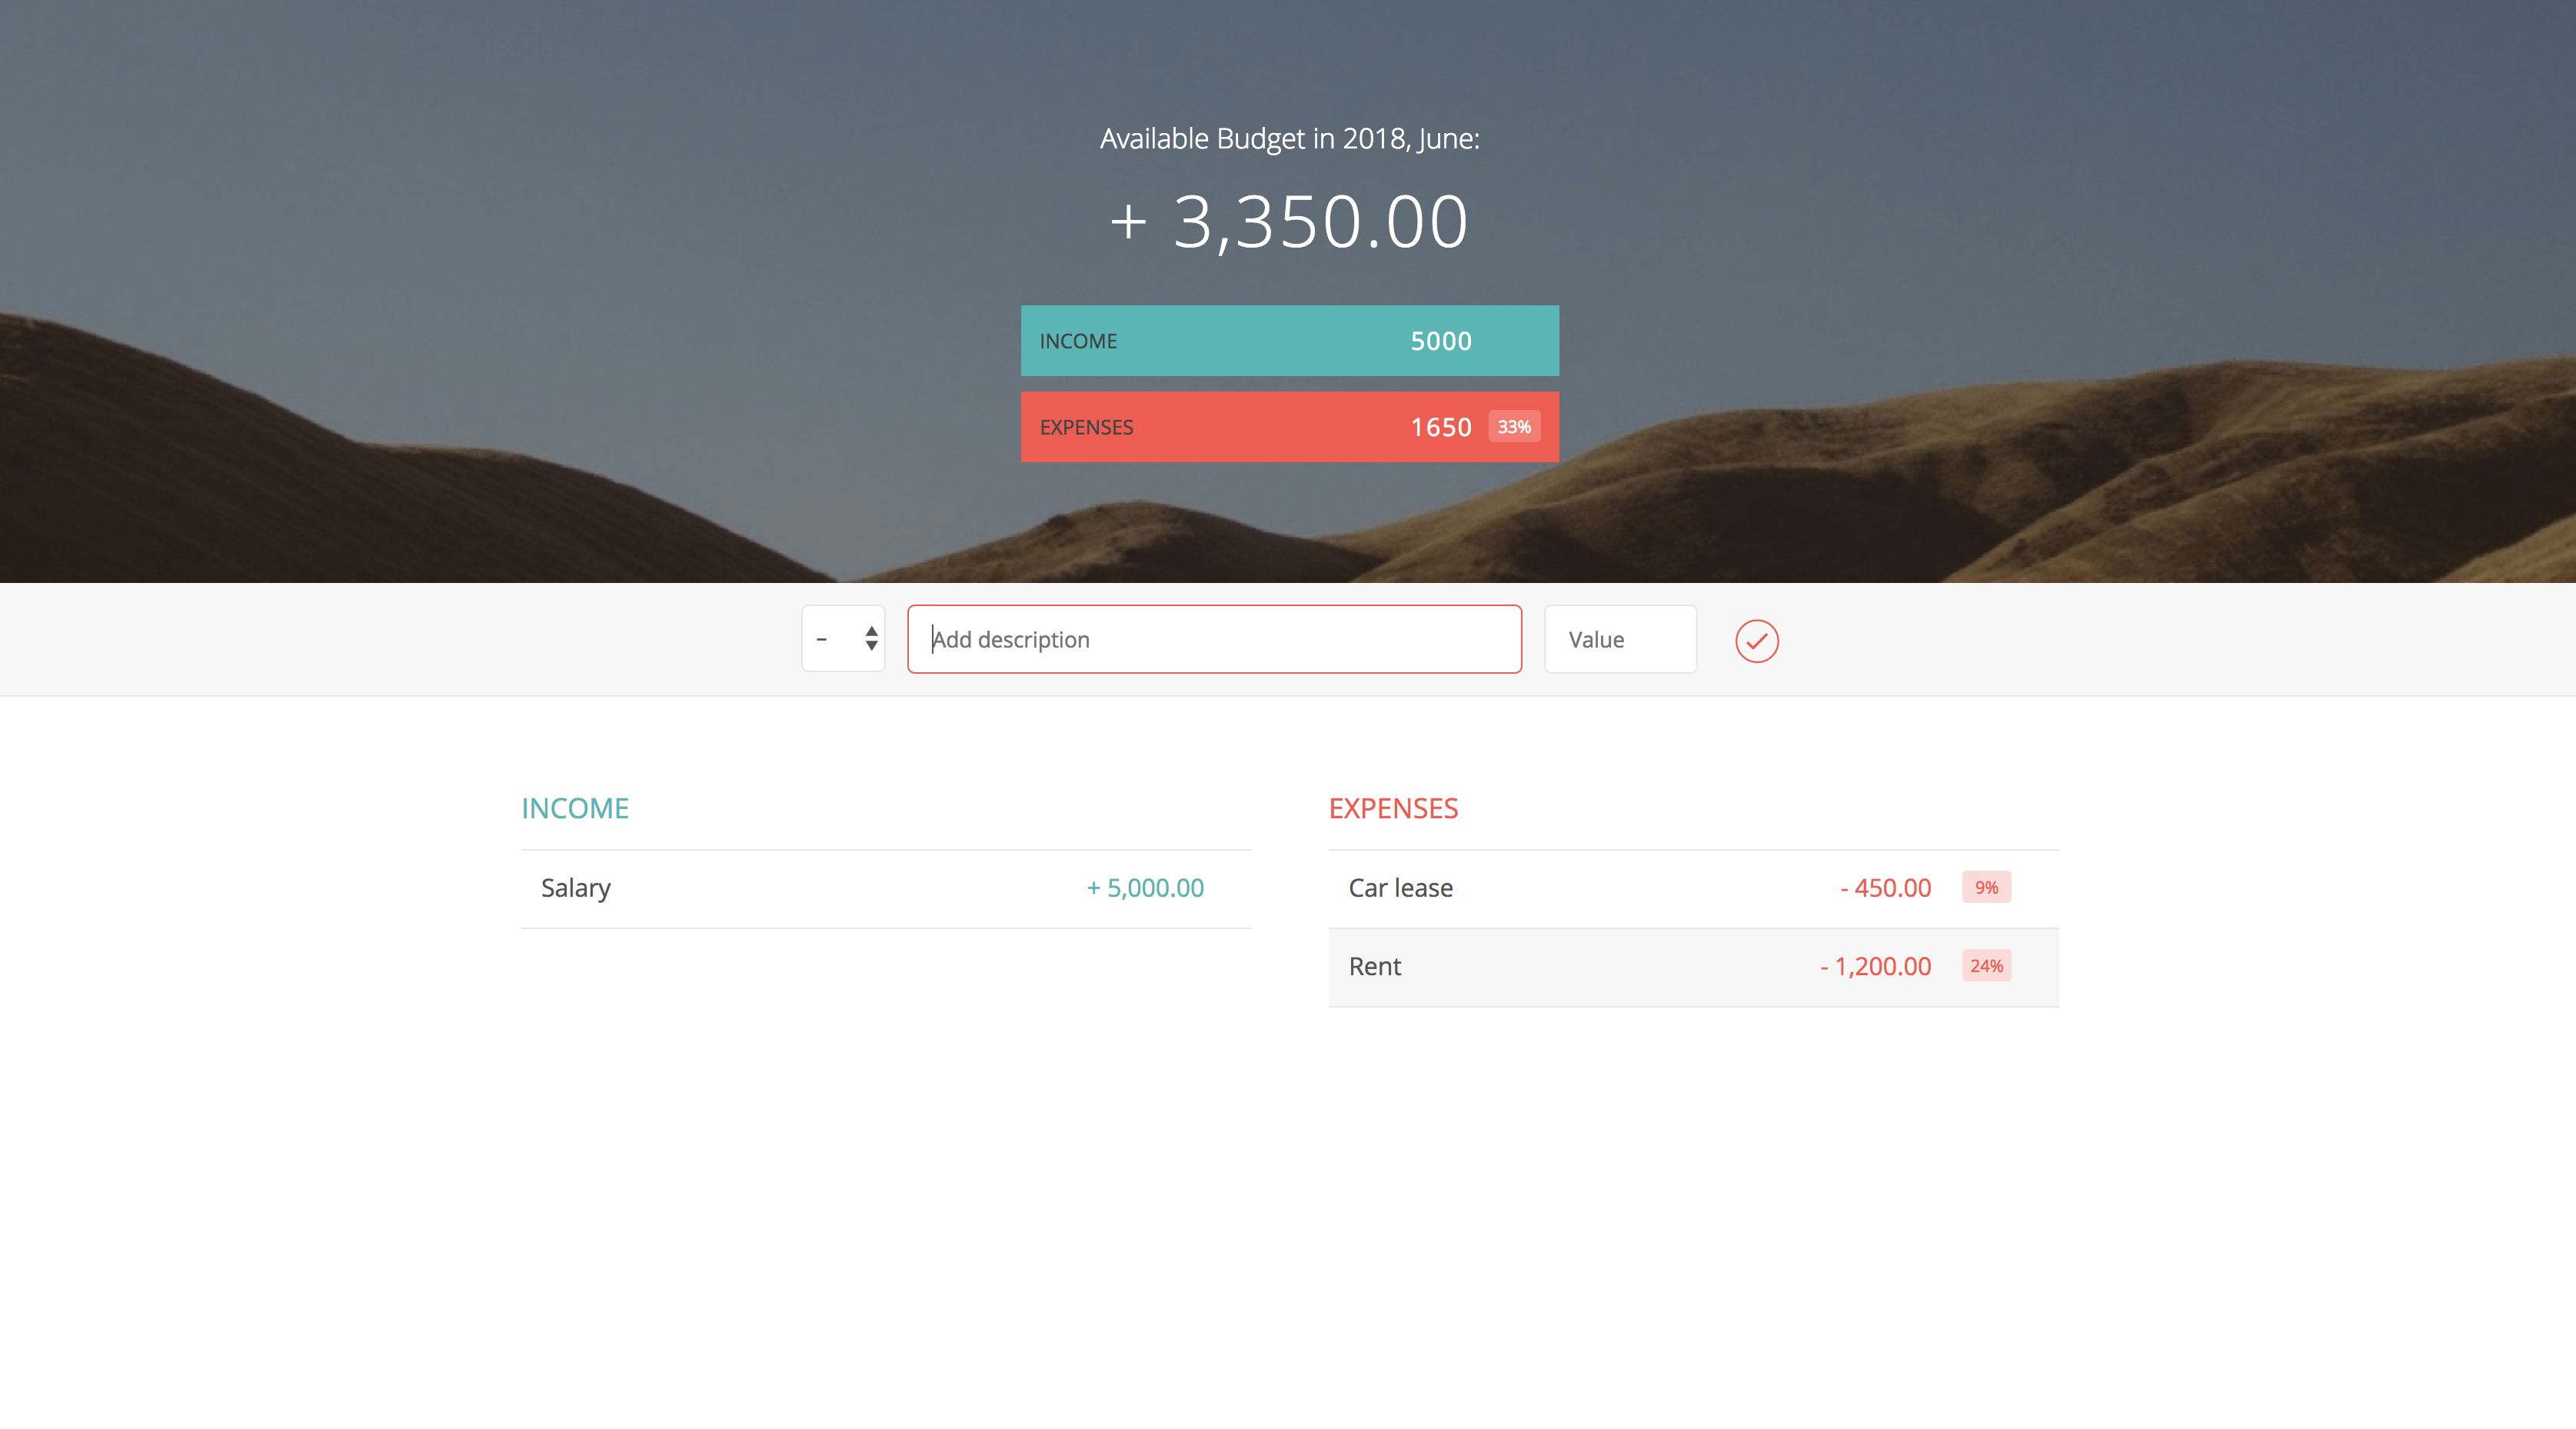 Available Budget in 2018, June:
+ 3,350.00
INCOME 5000
EXPENSES 1650 33%
– Add description Value
INCOME
Salary + 5,000.00
EXPENSES
Car lease - 450.00 9%
Rent - 1,200.00 24%